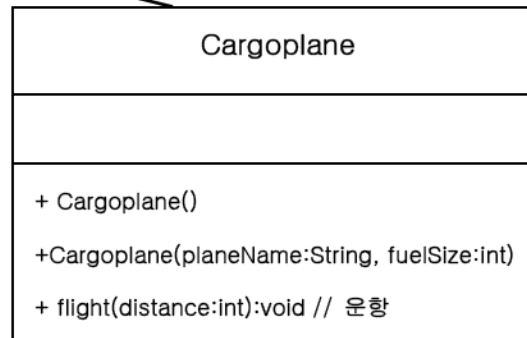 Cargoplane
+ Cargoplane()
+Cargoplane(planeName:String, fuelSize:int)
+ flight(distance:int):void // 운항